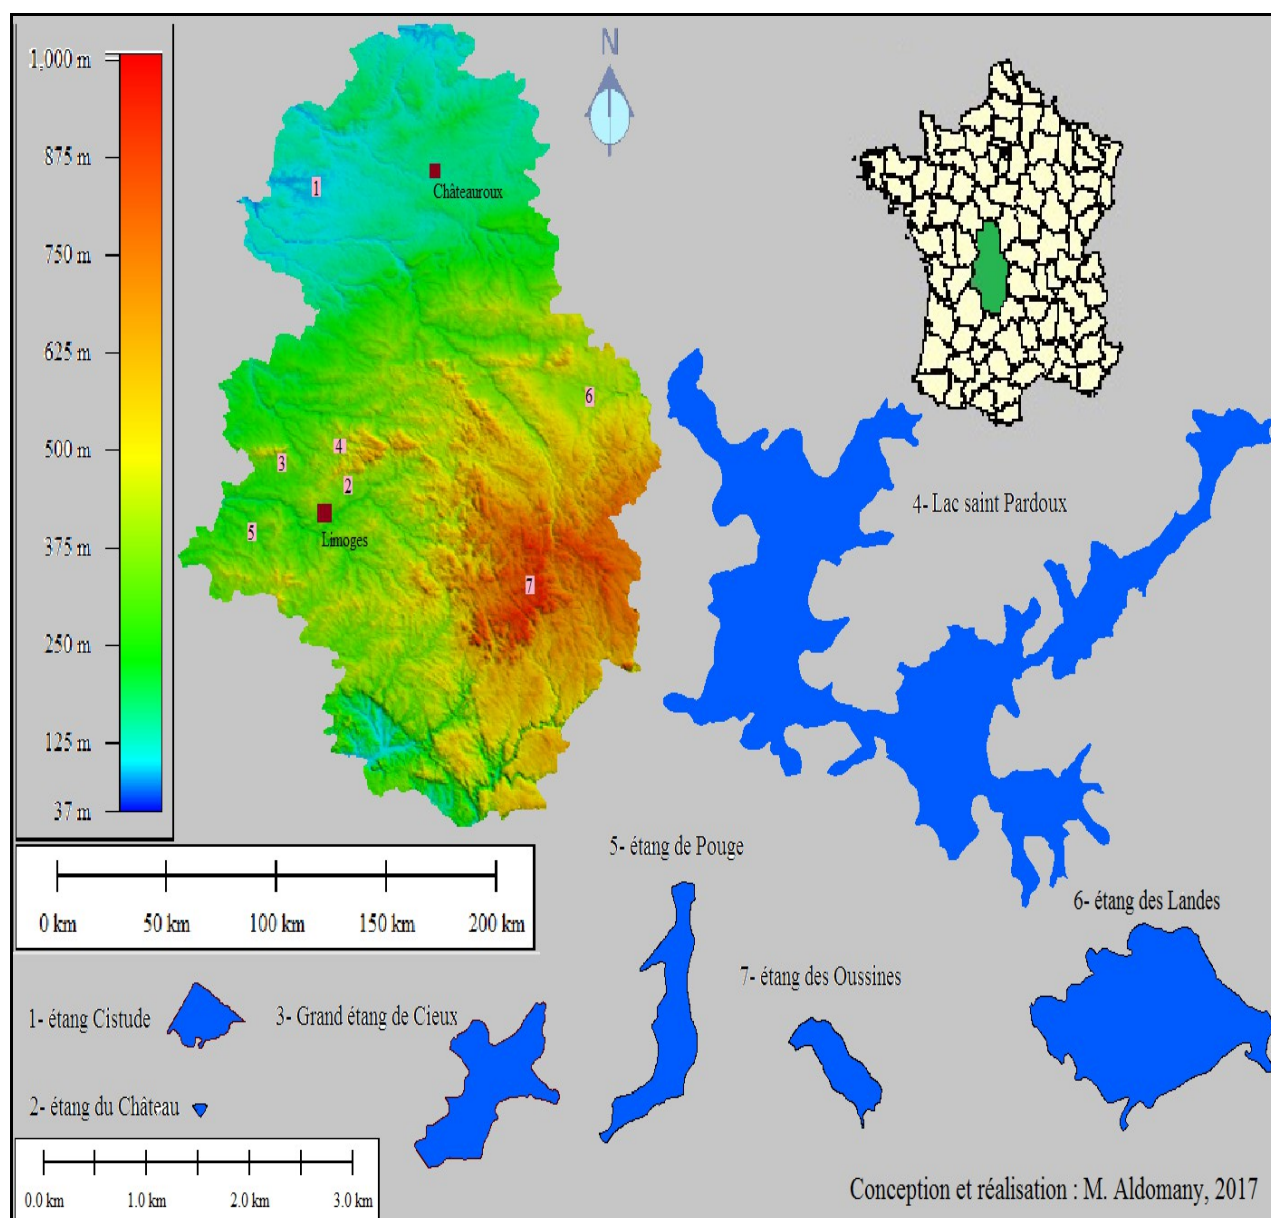 1,000 m
875 m
750 m
625 m
500 m
375 m
250 m
125 m
37 m
N
1
Châteauroux
6
4
3
2
5
Limoges
7
4- Lac saint Pardoux
0 km 50 km 100 km 150 km 200 km
5- étang de Pouge
6- étang des Landes
7- étang des Oussines
1- étang Cistude
3- Grand étang de Cieux
2- étang du Château
0.0 km 1.0 km 2.0 km 3.0 km
Conception et réalisation : M. Aldomany, 2017